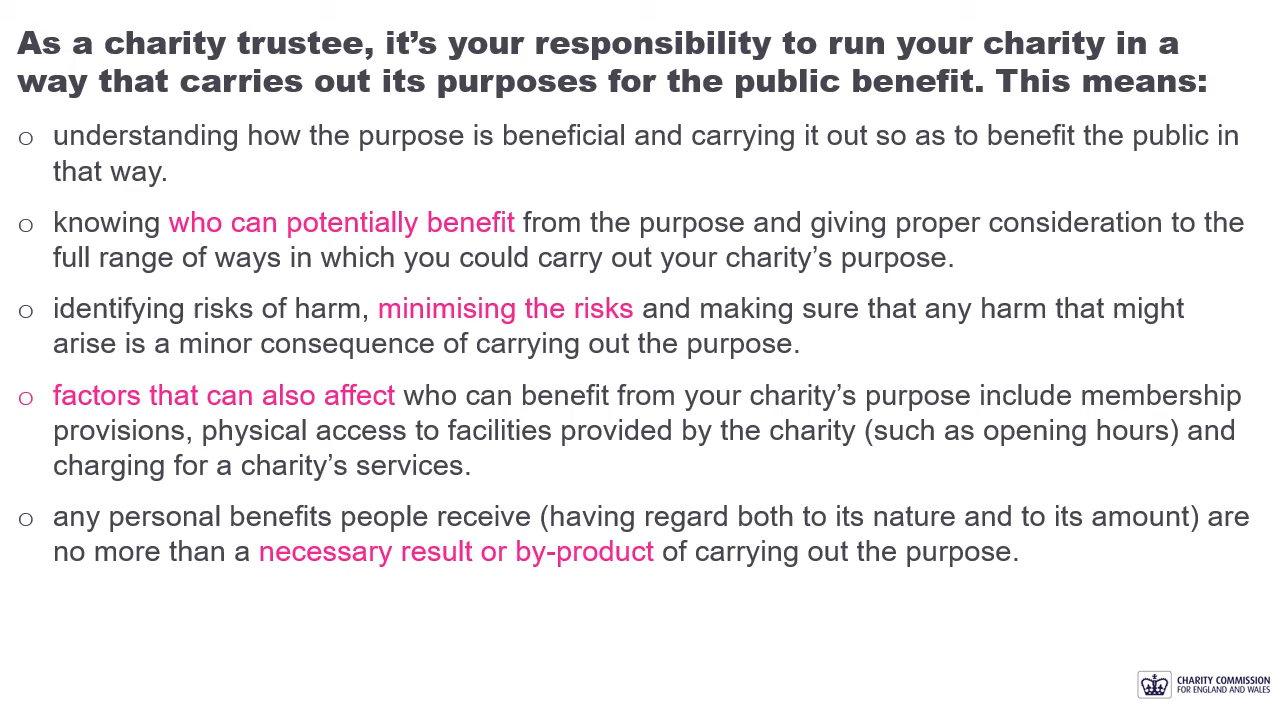 As a charity trustee, it’s your responsibility to run your charity in a
way that carries out its purposes for the public benefit. This means:
o understanding how the purpose is beneficial and carrying it out so as to benefit the public in
that way.
o knowing who can potentially benefit from the purpose and giving proper consideration to the
full range of ways in which you could carry out your charity’s purpose.
o identifying risks of harm, minimising the risks and making sure that any harm that might
arise is a minor consequence of carrying out the purpose.
o factors that can also affect who can benefit from your charity’s purpose include membership
provisions, physical access to facilities provided by the charity (such as opening hours) and
charging for a charity’s services.
o any personal benefits people receive (having regard both to its nature and to its amount) are
no more than a necessary result or by-product of carrying out the purpose.
CHARITY COMMISSION
FOR ENGLAND AND WALES